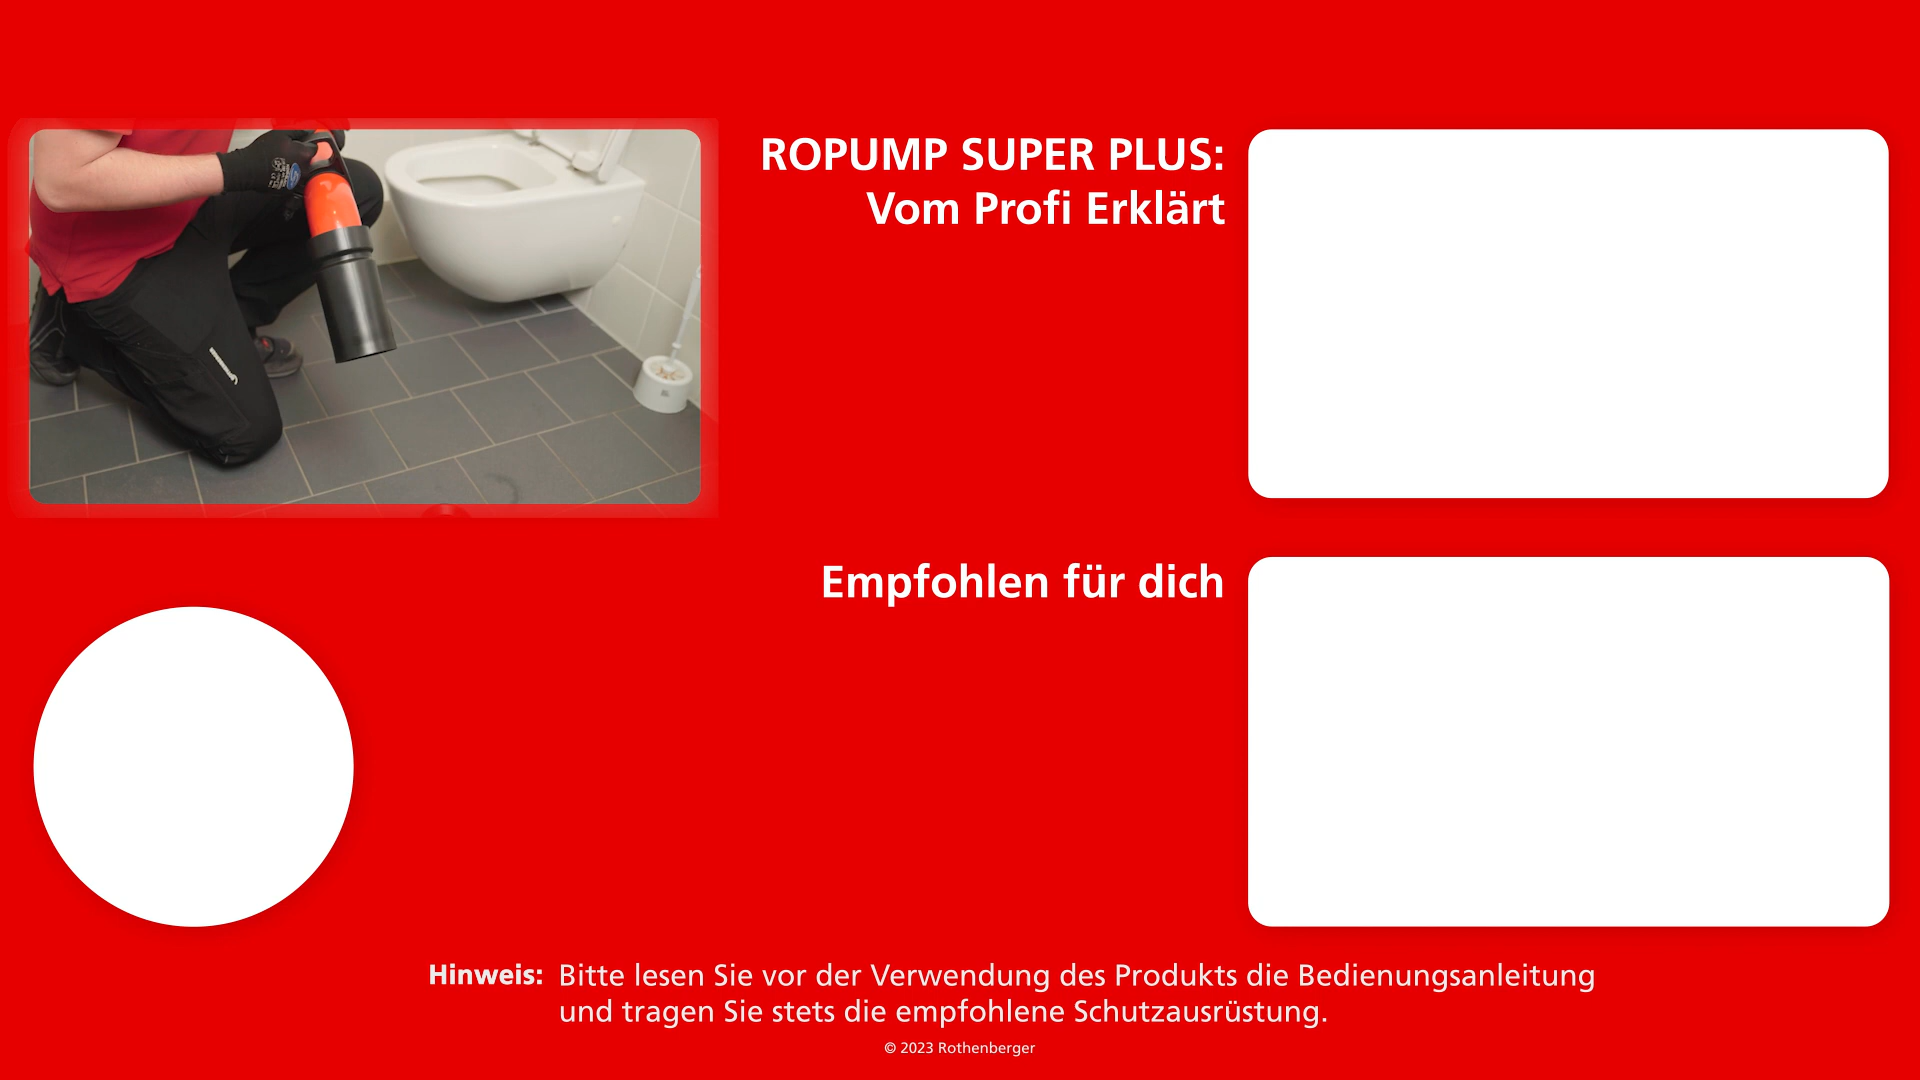 ROPUMP SUPER PLUS:
Vom Profi Erklärt
Empfohlen für dich
Hinweis: Bitte lesen Sie vor der Verwendung des Produkts die Bedienungsanleitung
und tragen Sie stets die empfohlene Schutzausrüstung.
© 2023 Rothenberger